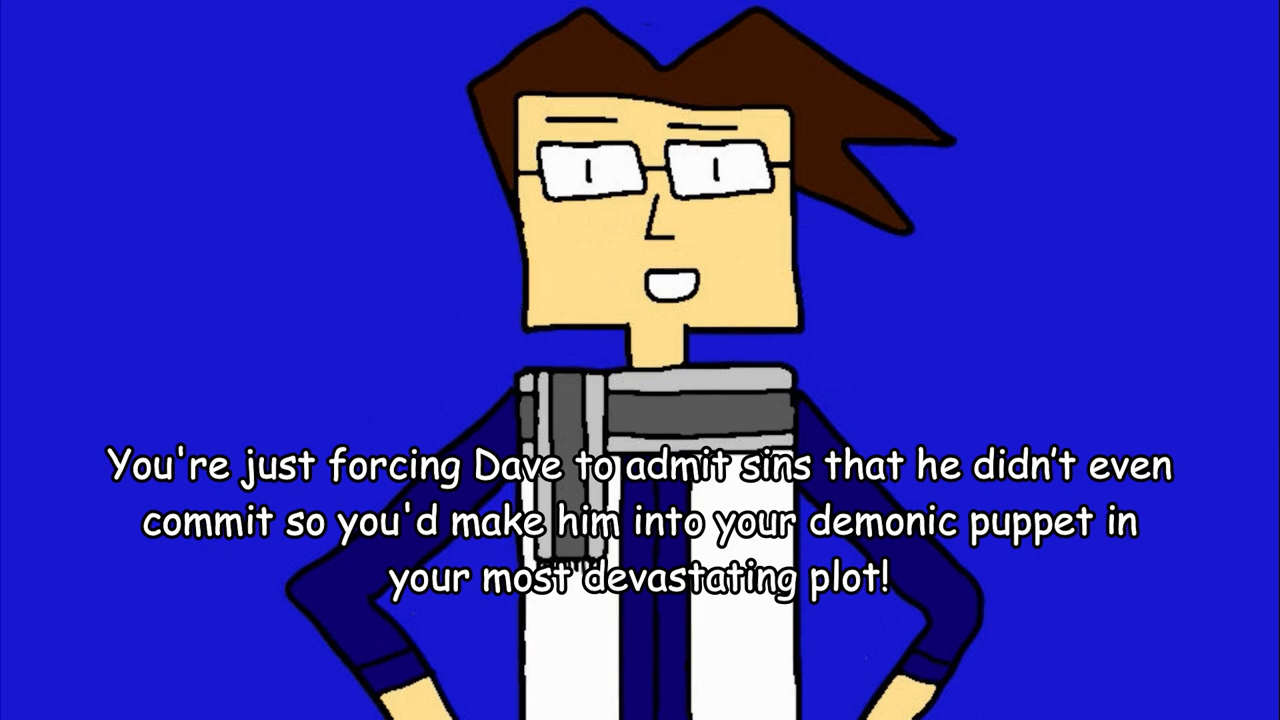 You're just forcing Dave to admit sins that he didn’t even
commit so you'd make him into your demonic puppet in
your most devastating plot!